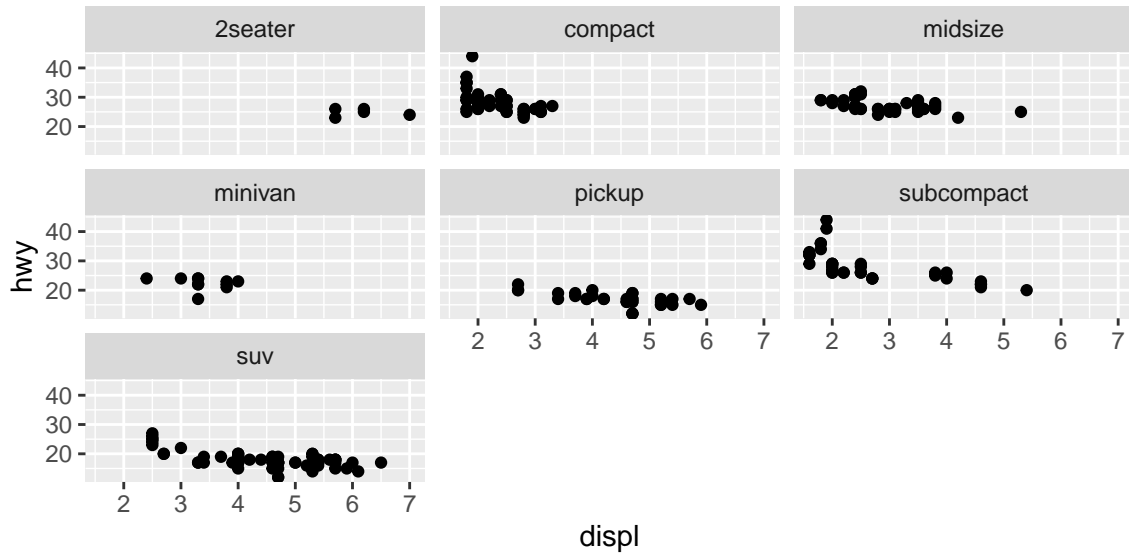 2seater compact midsize
40
30
20
minivan pickup subcompact
hwy
40
30
20
2 3 4 5 6 7 2 3 4 5 6 7
suv
40
30
20
2 3 4 5 6 7
displ